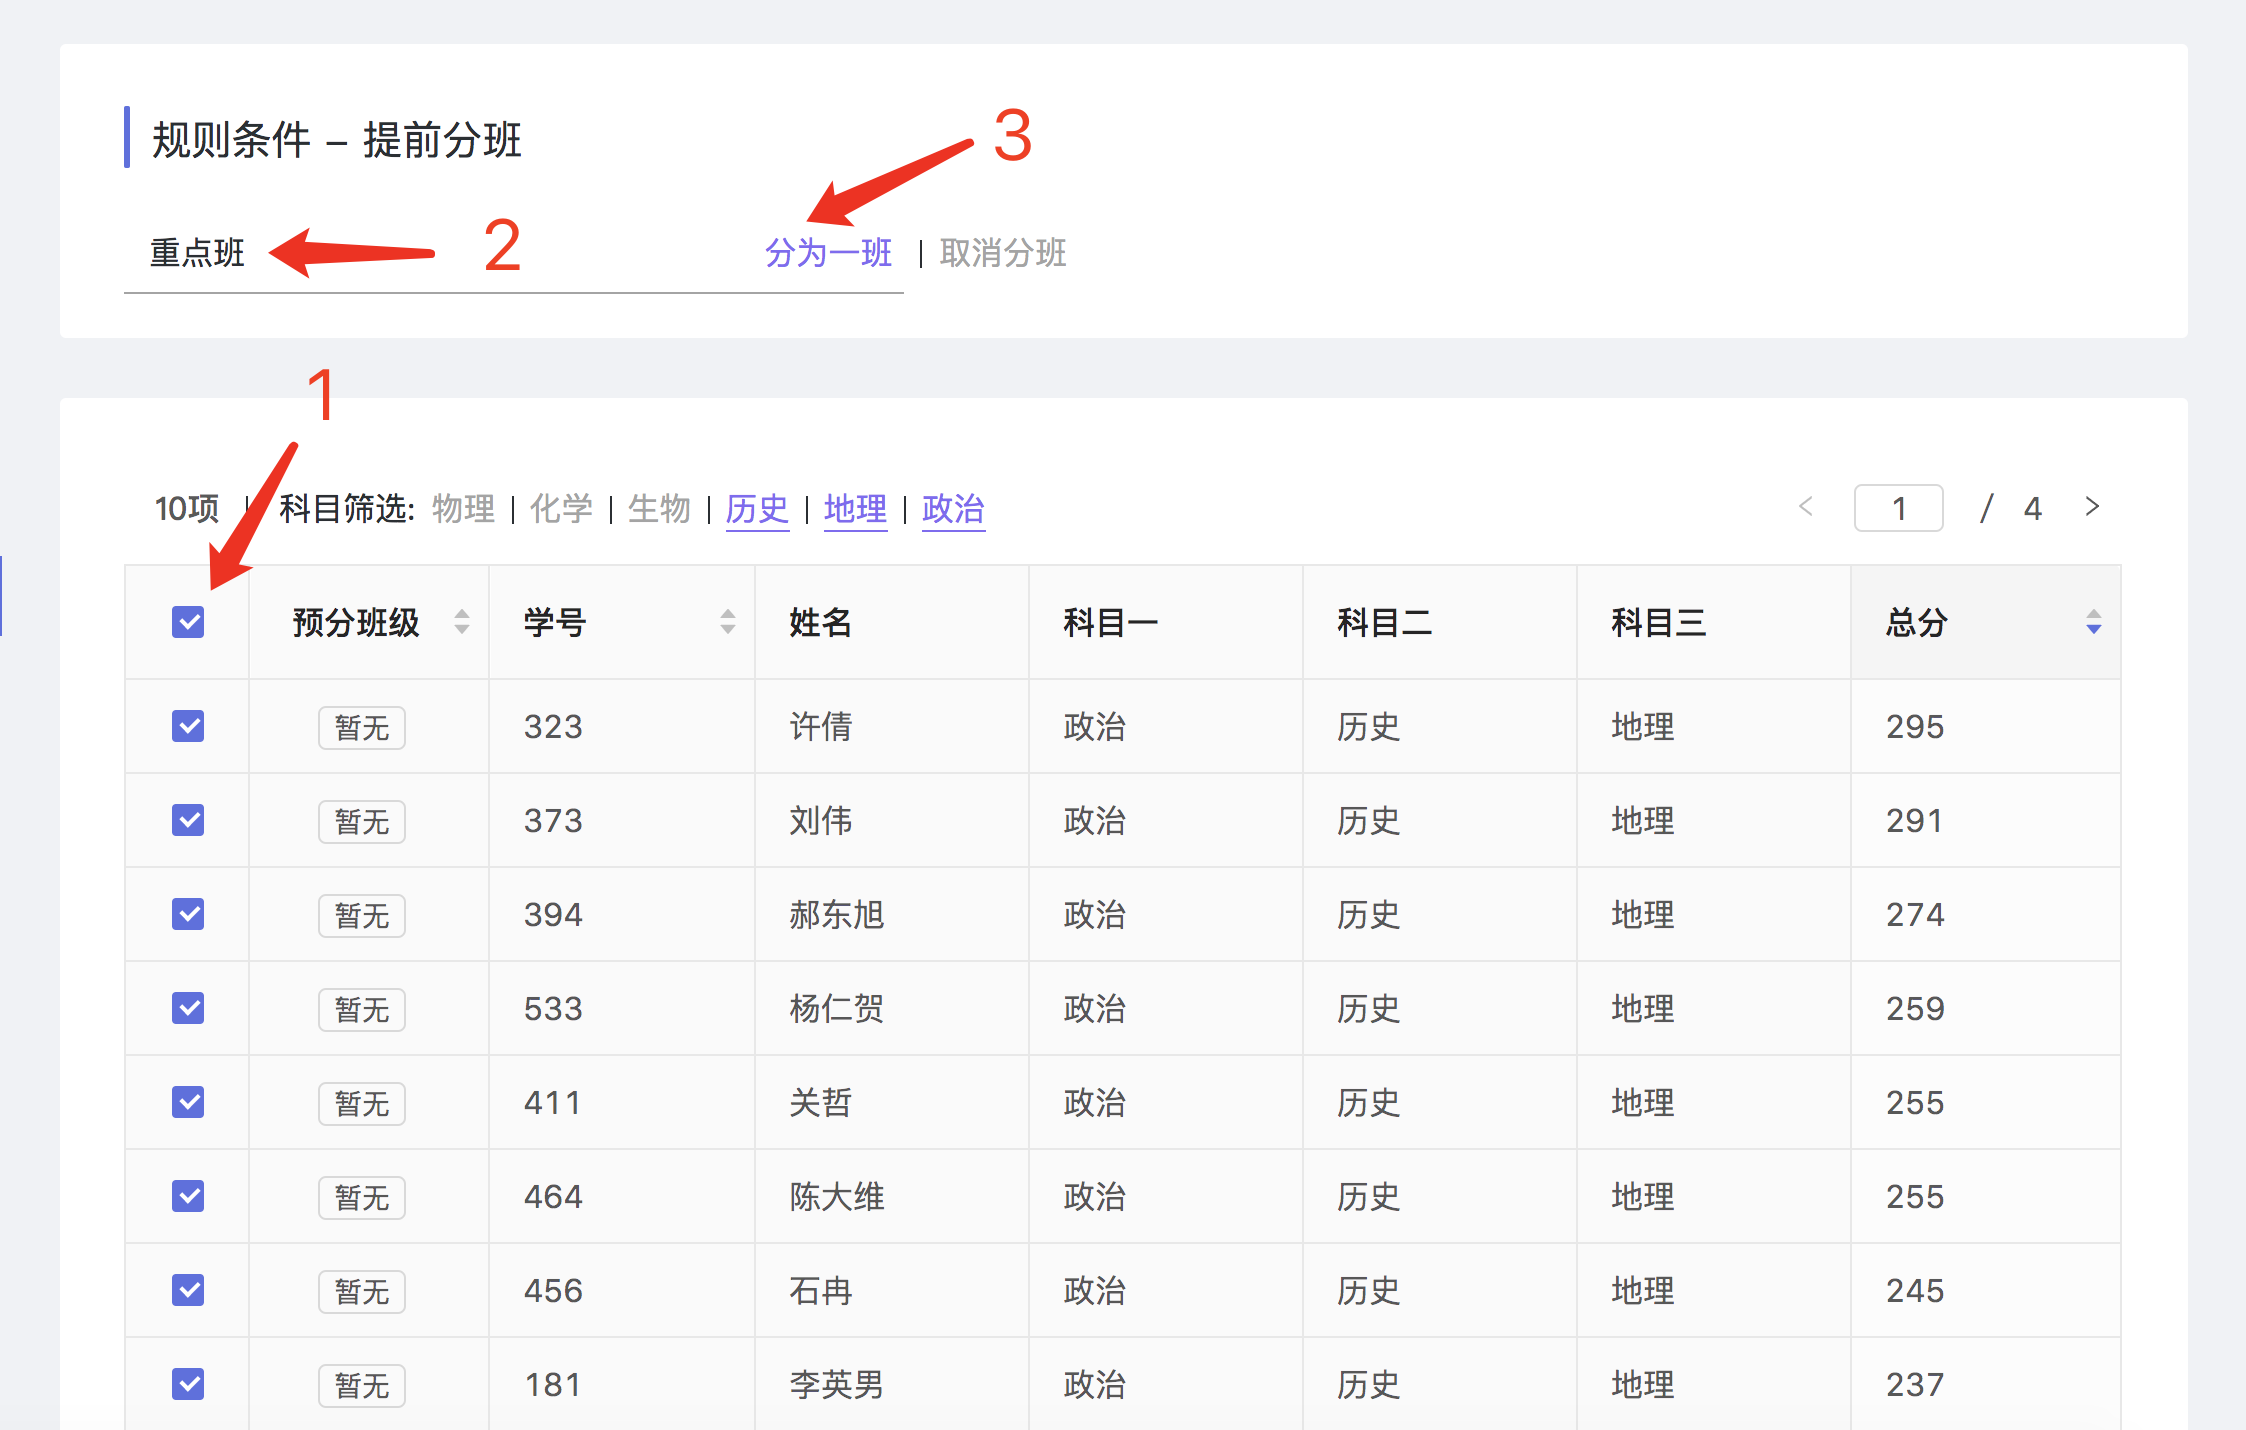 规则条件 – 提前分班
3
重点班
2
分为一班 | 取消分班
1
10项 | 科目筛选: 物理 | 化学 | 生物 | 历史 | 地理 | 政治
< 1 / 4 >
预分班级 学号 姓名 科目一 科目二 科目三 总分
暂无 323 许倩 政治 历史 地理 295
暂无 373 刘伟 政治 历史 地理 291
暂无 394 郝东旭 政治 历史 地理 274
暂无 533 杨仁贺 政治 历史 地理 259
暂无 411 关哲 政治 历史 地理 255
暂无 464 陈大维 政治 历史 地理 255
暂无 456 石冉 政治 历史 地理 245
暂无 181 李英男 政治 历史 地理 237